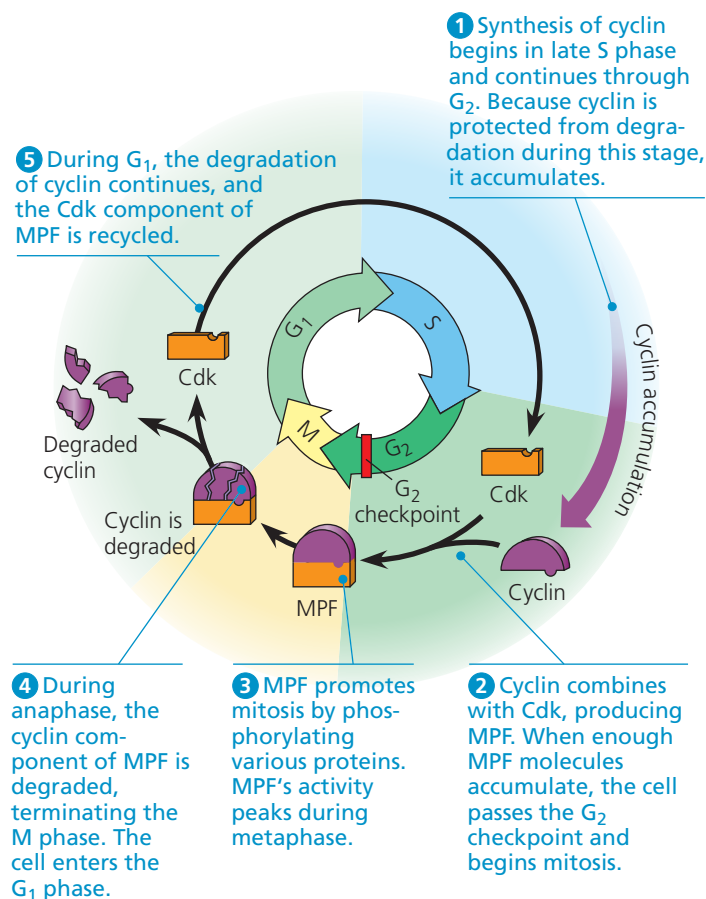 1 Synthesis of cyclin
begins in late S phase
and continues through
G₂. Because cyclin is
protected from degra-
dation during this stage,
it accumulates.
5 During G₁, the degradation
of cyclin continues, and
the Cdk component of
MPF is recycled.
G₁
S
G₂
M
Cyclin accumulation
Cdk
Degraded
cyclin
Cyclin is
degraded
G₂
checkpoint
Cdk
Cyclin
MPF
4 During
anaphase, the
cyclin com-
ponent of MPF is
degraded,
terminating the
M phase. The
cell enters the
G₁ phase.
3 MPF promotes
mitosis by phos-
phorylating
various proteins.
MPF‘s activity
peaks during
metaphase.
2 Cyclin combines
with Cdk, producing
MPF. When enough
MPF molecules
accumulate, the cell
passes the G₂
checkpoint and
begins mitosis.